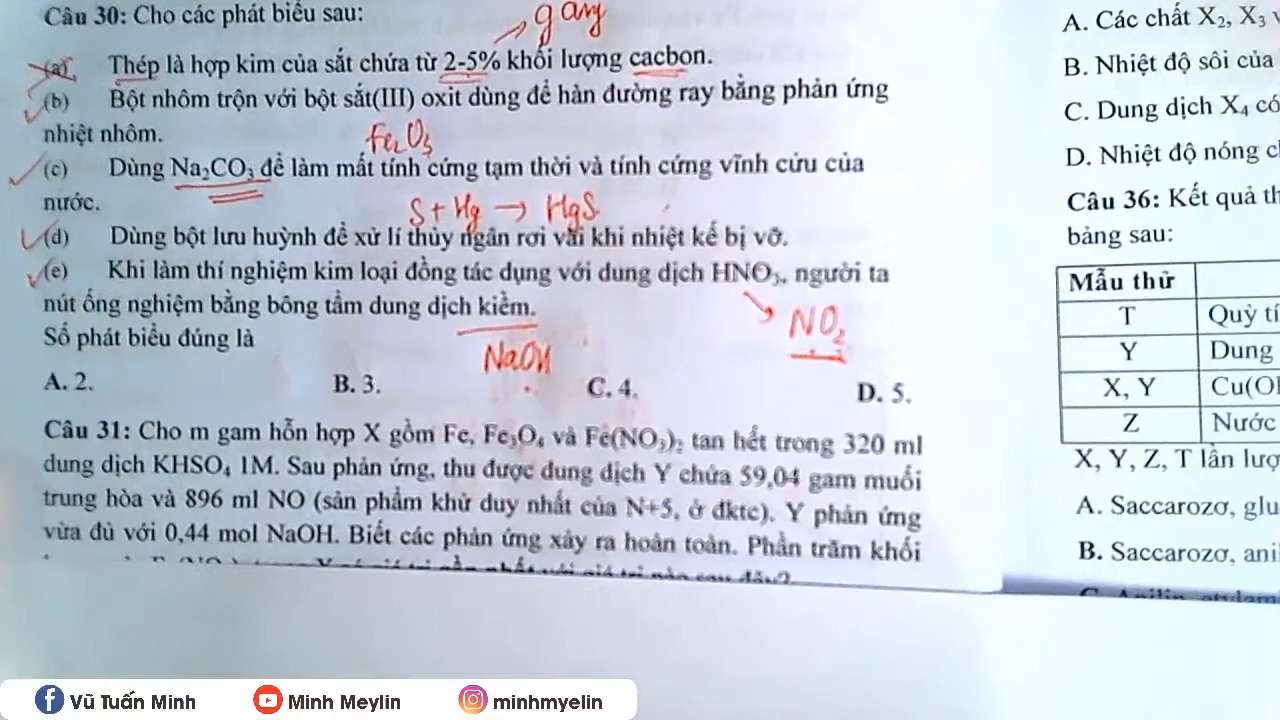 Câu 30: Cho các phát biểu sau:
gang
(a) Thép là hợp kim của sắt chứa từ 2-5% khối lượng cacbon.
(b) Bột nhôm trộn với bột sắt(III) oxit dùng để hàn đường ray bằng phản ứng
nhiệt nhôm.
Fe2O3
(c) Dùng Na₂CO₃ để làm mất tính cứng tạm thời và tính cứng vĩnh cửu của
nước.
S + Hg → HgS
(d) Dùng bột lưu huỳnh để xử lí thủy ngân rơi vãi khi nhiệt kế bị vỡ.
(e) Khi làm thí nghiệm kim loại đồng tác dụng với dung dịch HNO₃, người ta
nút ống nghiệm bằng bông tẩm dung dịch kiềm.
NO2
Số phát biểu đúng là
NaOH
A. 2. B. 3. C. 4. D. 5.
Câu 31: Cho m gam hỗn hợp X gồm Fe, Fe₃O₄ và Fe(NO₃)₂ tan hết trong 320 ml
dung dịch KHSO₄ 1M. Sau phản ứng, thu được dung dịch Y chứa 59,04 gam muối
trung hòa và 896 ml NO (sản phẩm khử duy nhất của N+5, ở đktc). Y phản ứng
vừa đủ với 0,44 mol NaOH. Biết các phản ứng xảy ra hoàn toàn. Phần trăm khối
A. Các chất X₂, X₃
B. Nhiệt độ sôi của
C. Dung dịch X₄ có
D. Nhiệt độ nóng
Câu 36: Kết quả
bảng sau:
Mẫu thử
T Quỳ
Y Dung
X, Y Cu(OH
Z Nước
X, Y, Z, T lần
A. Saccarozơ,
B. Saccarozơ,
Vũ Tuấn Minh Minh Meylin minhmyelin